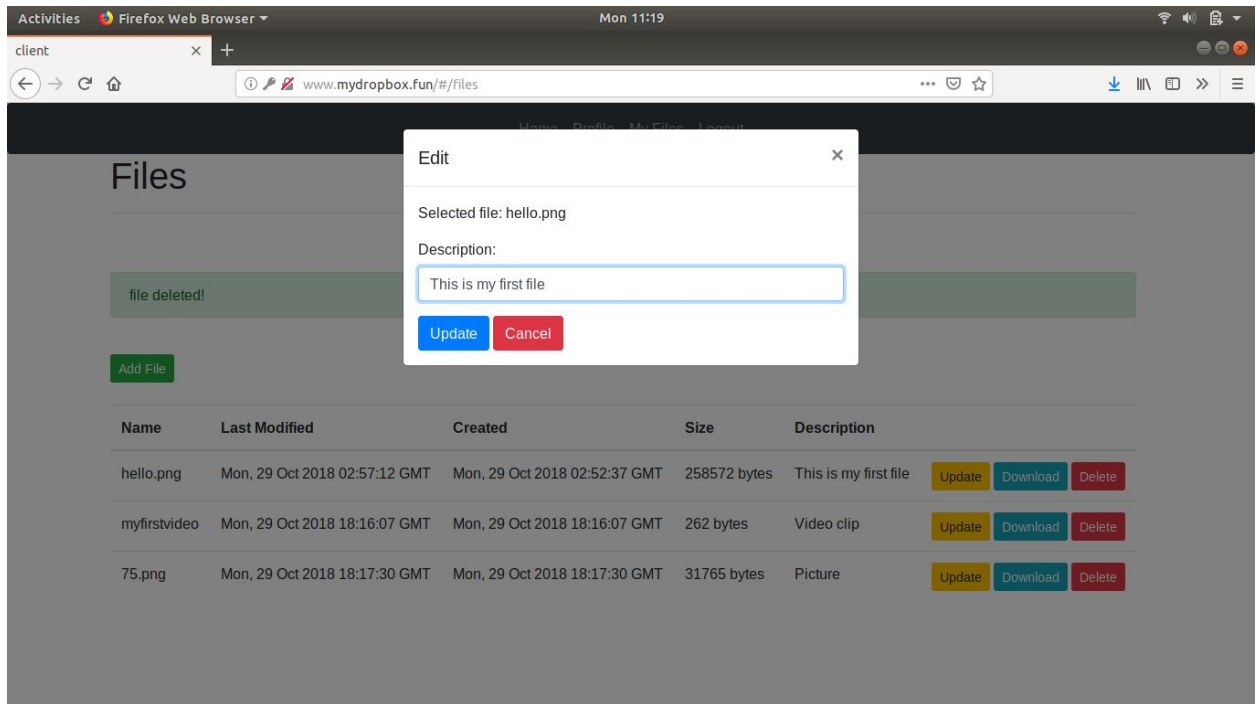 Activities Firefox Web Browser Mon 11:19
client
www.mydropbox.fun/#/files
Home Profile My Files Logout
Edit
Files
Selected file: hello.png
Description:
This is my first file
file deleted!
Update Cancel
Add File
Name Last Modified Created Size Description
hello.png Mon, 29 Oct 2018 02:57:12 GMT Mon, 29 Oct 2018 02:52:37 GMT 258572 bytes This is my first file Update Download Delete
myfirstvideo Mon, 29 Oct 2018 18:16:07 GMT Mon, 29 Oct 2018 18:16:07 GMT 262 bytes Video clip Update Download Delete
75.png Mon, 29 Oct 2018 18:17:30 GMT Mon, 29 Oct 2018 18:17:30 GMT 31765 bytes Picture Update Download Delete